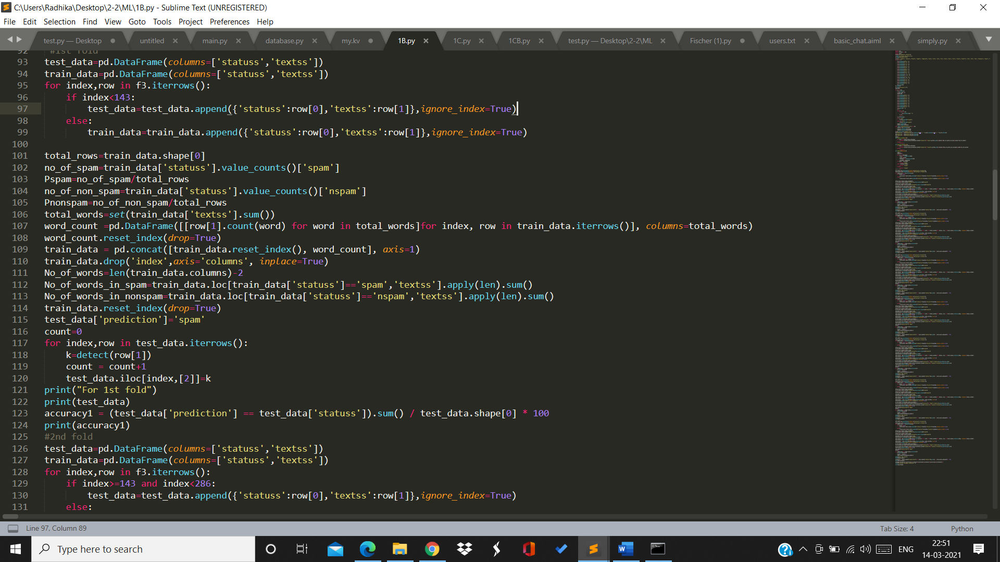 C:\Users\Radhika\Desktop\2-2\ML\1B.py - Sublime Text (UNREGISTERED)
File Edit Selection Find View Goto Tools Project Preferences Help
test.py — Desktop untitled main.py database.py my.kv 1B.py 1C.py 1CB.py test.py — Desktop\2-2\ML Fischer (1).py users.txt basic_chat.aiml simply.py
92 #1st fold
93 test_data=pd.DataFrame(columns=['statuss','textss'])
94 train_data=pd.DataFrame(columns=['statuss','textss'])
95 for index,row in f3.iterrows():
96     if index<143:
97         test_data=test_data.append({'statuss':row[0],'textss':row[1]},ignore_index=True)
98     else:
99         train_data=train_data.append({'statuss':row[0],'textss':row[1]},ignore_index=True)
100
101 total_rows=train_data.shape[0]
102 no_of_spam=train_data['statuss'].value_counts()['spam']
103 Pspam=no_of_spam/total_rows
104 no_of_non_spam=train_data['statuss'].value_counts()['nspam']
105 Pnonspam=no_of_non_spam/total_rows
106 total_words=set(train_data['textss'].sum())
107 word_count =pd.DataFrame([[row[1].count(word) for word in total_words]for index, row in train_data.iterrows()], columns=total_words)
108 word_count.reset_index(drop=True)
109 train_data = pd.concat([train_data.reset_index(), word_count], axis=1)
110 train_data.drop('index',axis='columns', inplace=True)
111 No_of_words=len(train_data.columns)-2
112 No_of_words_in_spam=train_data.loc[train_data['statuss']=='spam','textss'].apply(len).sum()
113 No_of_words_in_nonspam=train_data.loc[train_data['statuss']=='nspam','textss'].apply(len).sum()
114 train_data.reset_index(drop=True)
115 test_data['prediction']='spam'
116 count=0
117 for index,row in test_data.iterrows():
118     k=detect(row[1])
119     count = count+1
120     test_data.iloc[index,[2]]=k
121 print("For 1st fold")
122 print(test_data)
123 accuracy1 = (test_data['prediction'] == test_data['statuss']).sum() / test_data.shape[0] * 100
124 print(accuracy1)
125 #2nd fold
126 test_data=pd.DataFrame(columns=['statuss','textss'])
127 train_data=pd.DataFrame(columns=['statuss','textss'])
128 for index,row in f3.iterrows():
129     if index>=143 and index<286:
130         test_data=test_data.append({'statuss':row[0],'textss':row[1]},ignore_index=True)
131     else:
Line 97, Column 89 Tab Size: 4 Python
Type here to search ENG 22:51
14-03-2021